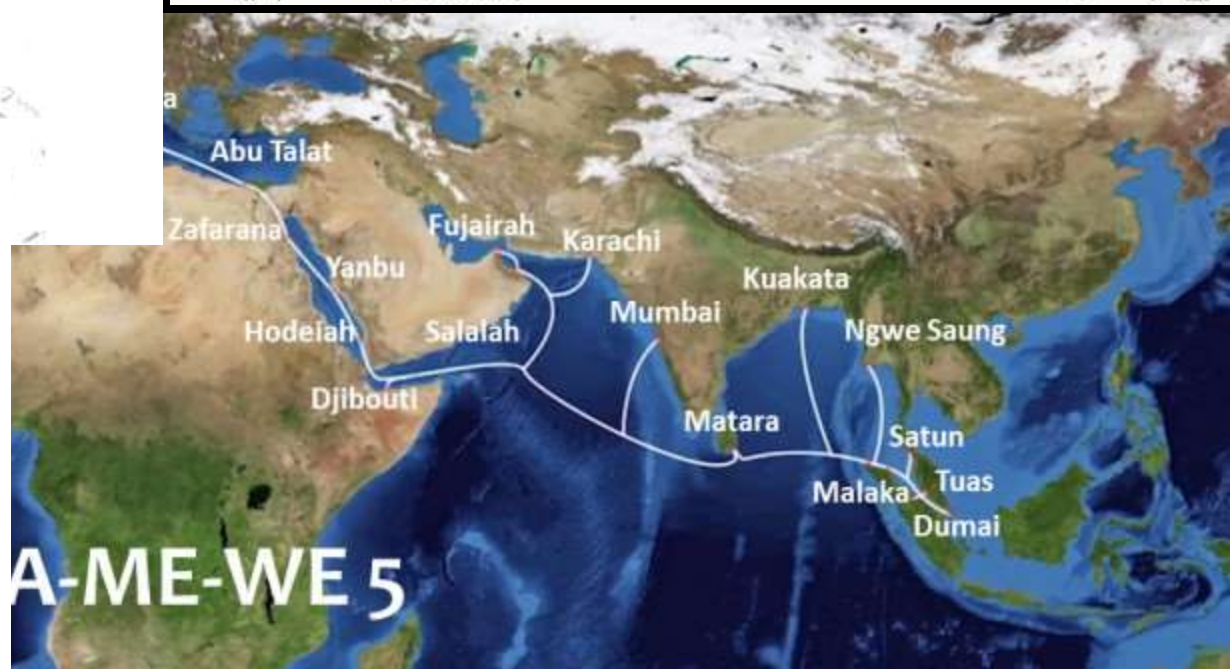 a
Abu Talat
Zafarana
Fujairah
Karachi
Yanbu
Kuakata
Mumbai
Hodeiah
Salalah
Ngwe Saung
Djibouti
Matara
Satun
Malaka
Tuas
Dumai
A-ME-WE 5